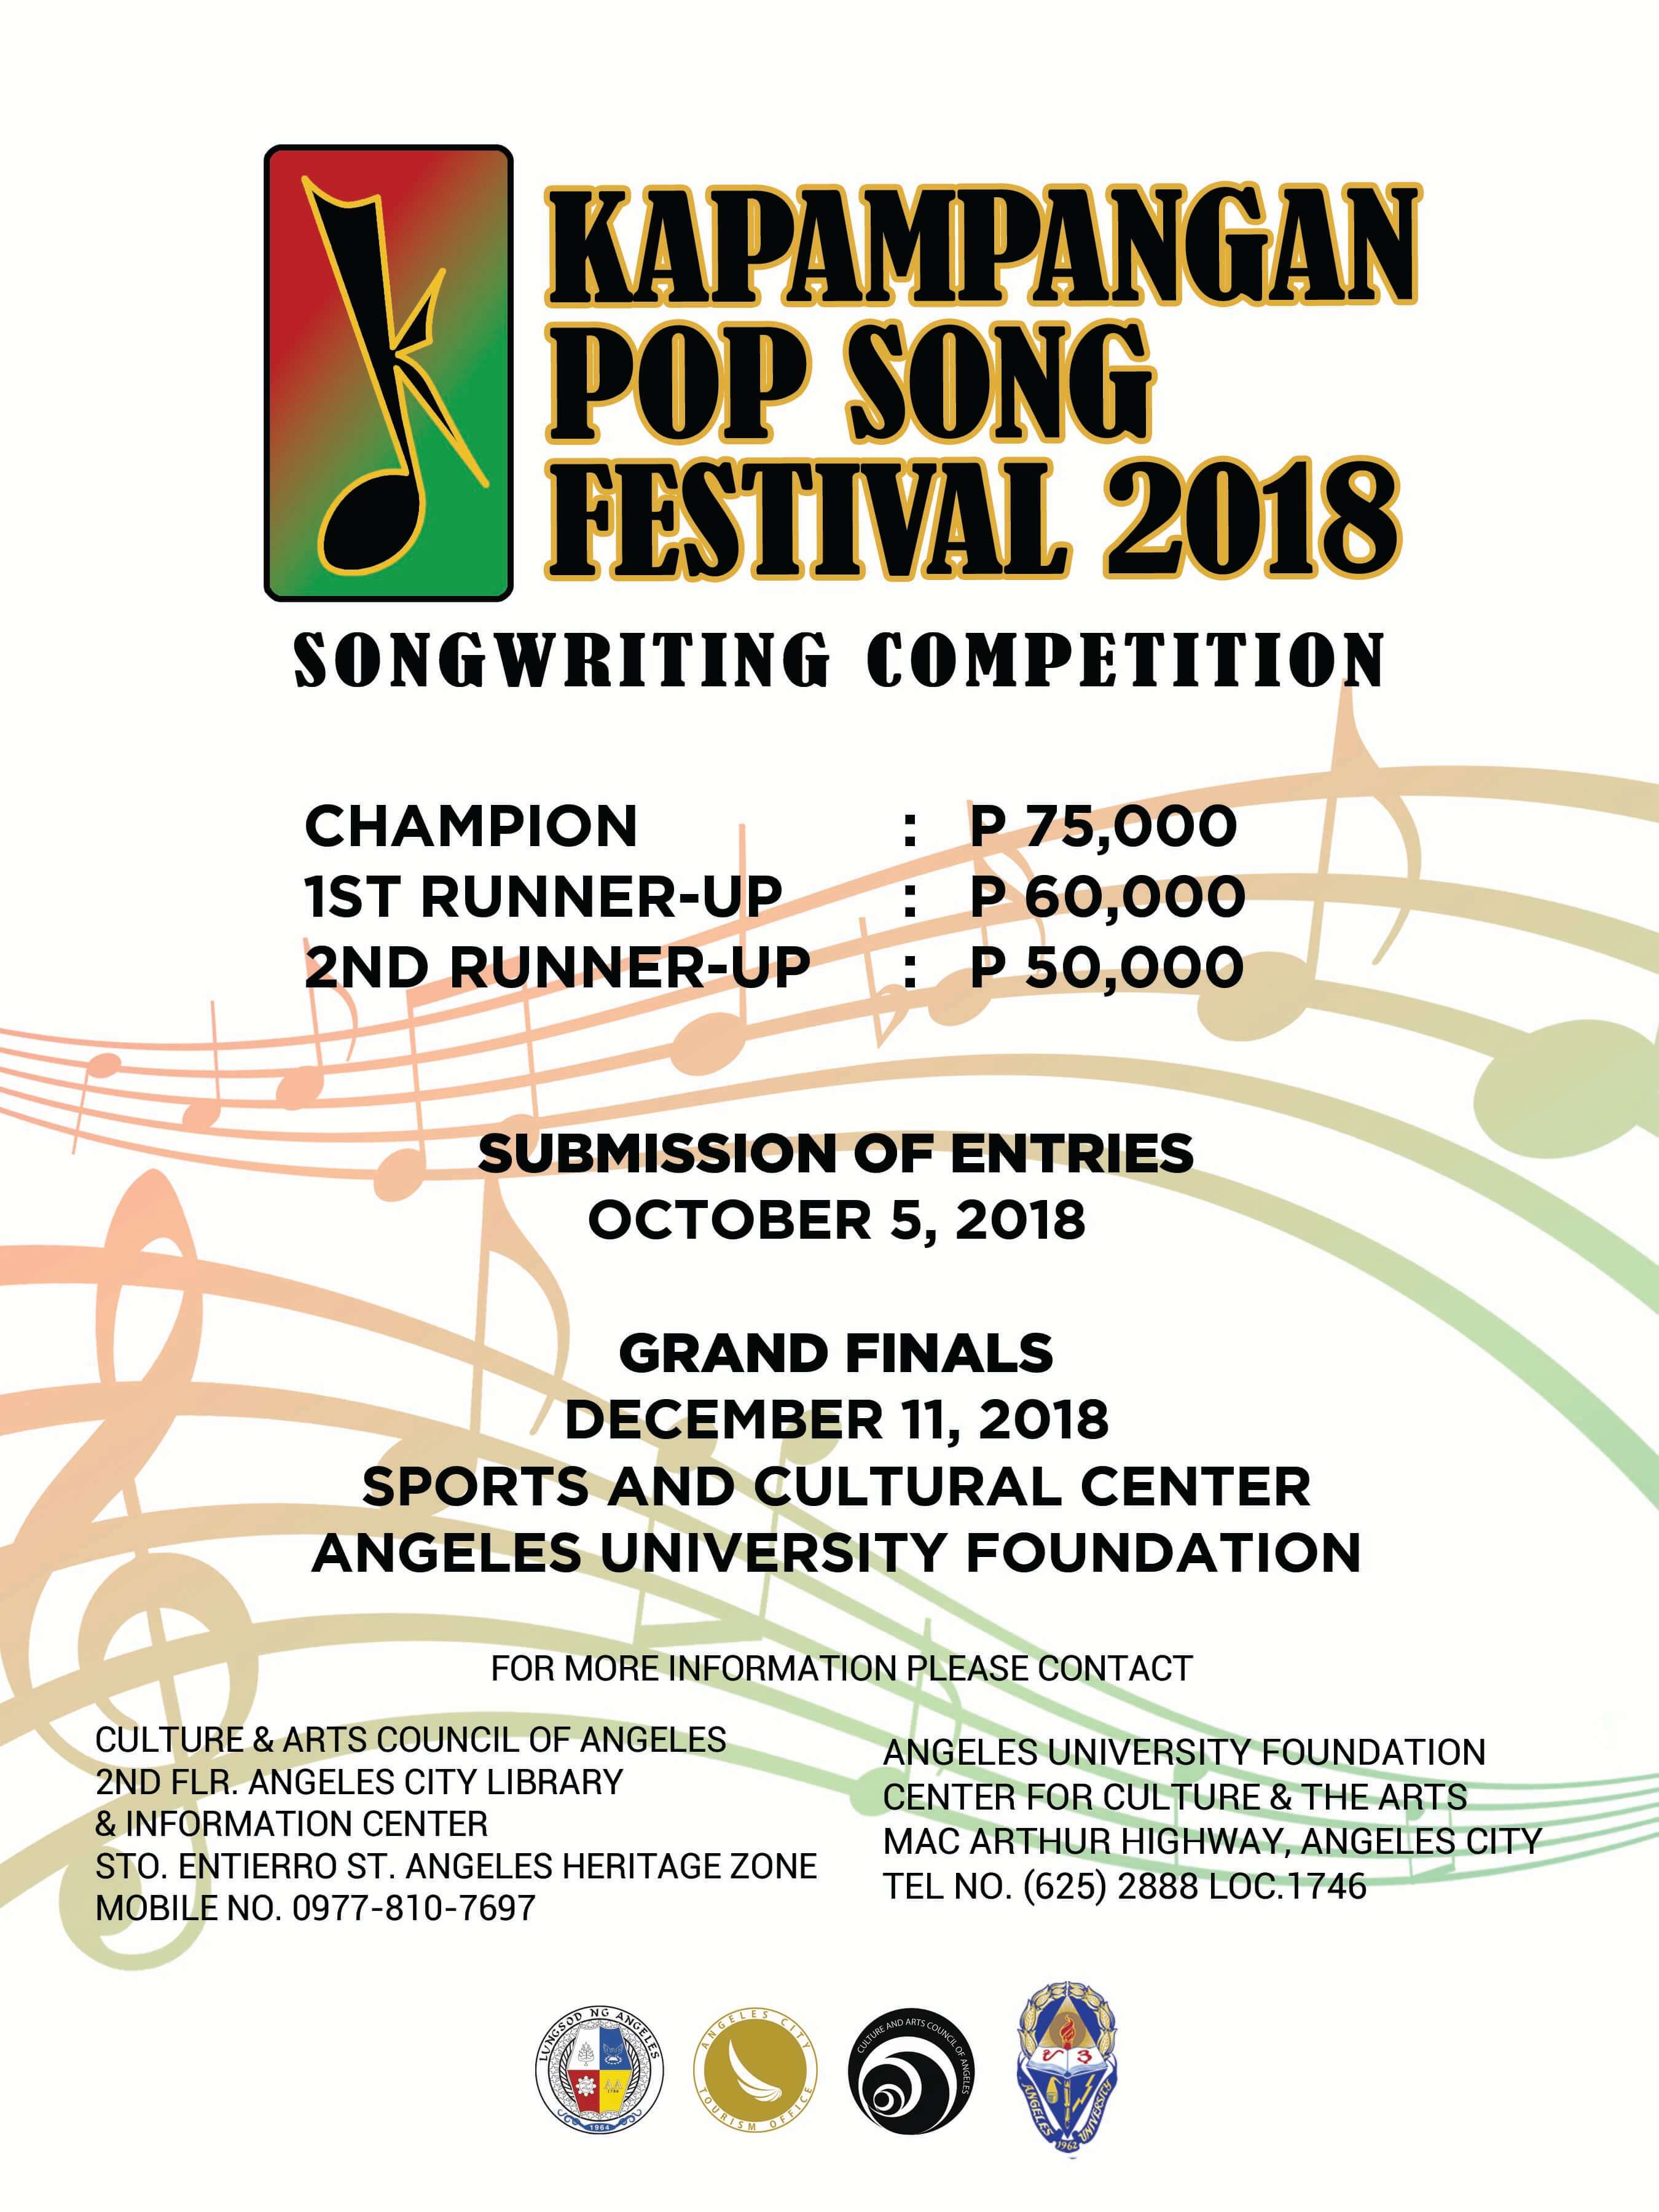 KAPAMPANGAN
POP SONG
FESTIVAL 2018
SONGWRITING COMPETITION
CHAMPION : P 75,000
1ST RUNNER-UP : P 60,000
2ND RUNNER-UP : P 50,000
SUBMISSION OF ENTRIES
OCTOBER 5, 2018
GRAND FINALS
DECEMBER 11, 2018
SPORTS AND CULTURAL CENTER
ANGELES UNIVERSITY FOUNDATION
FOR MORE INFORMATION PLEASE CONTACT
CULTURE & ARTS COUNCIL OF ANGELES
2ND FLR. ANGELES CITY LIBRARY
& INFORMATION CENTER
STO. ENTIERRO ST. ANGELES HERITAGE ZONE
MOBILE NO. 0977-810-7697
ANGELES UNIVERSITY FOUNDATION
CENTER FOR CULTURE & THE ARTS
MAC ARTHUR HIGHWAY, ANGELES CITY
TEL NO. (625) 2888 LOC.1746
LUNGSOD NG ANGELES
1964
ANGELES CITY
TOURISM OFFICE
CULTURE AND ARTS COUNCIL OF ANGELES
ANGELES UNIVERSITY
1962